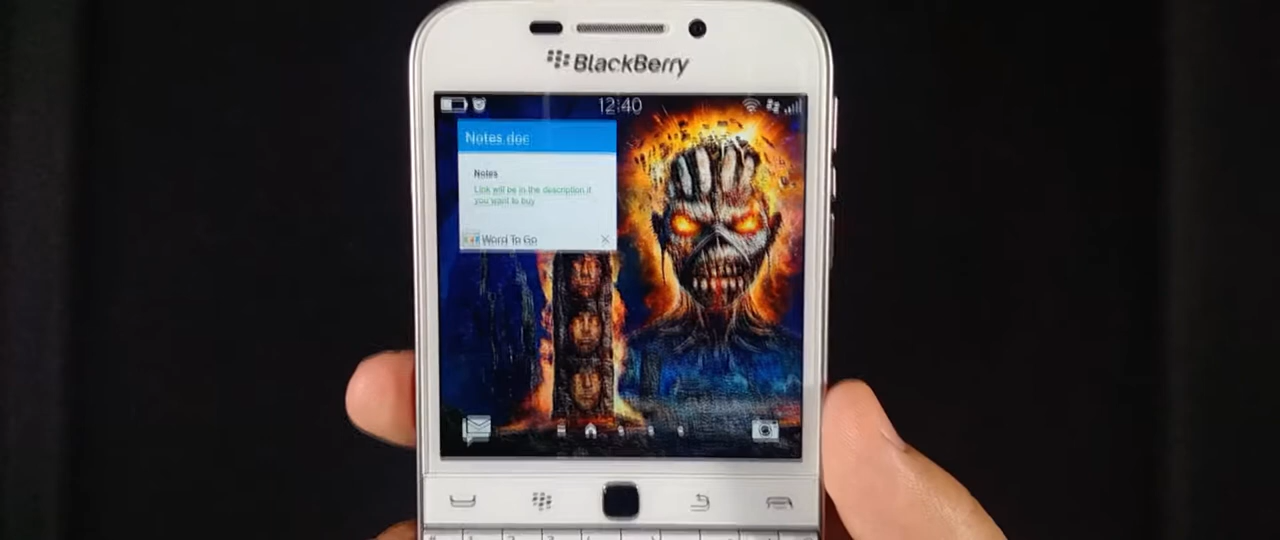 BlackBerry
12:40
Notes.doc
Notes
Link will be in the description if
you want to buy
Word To Go